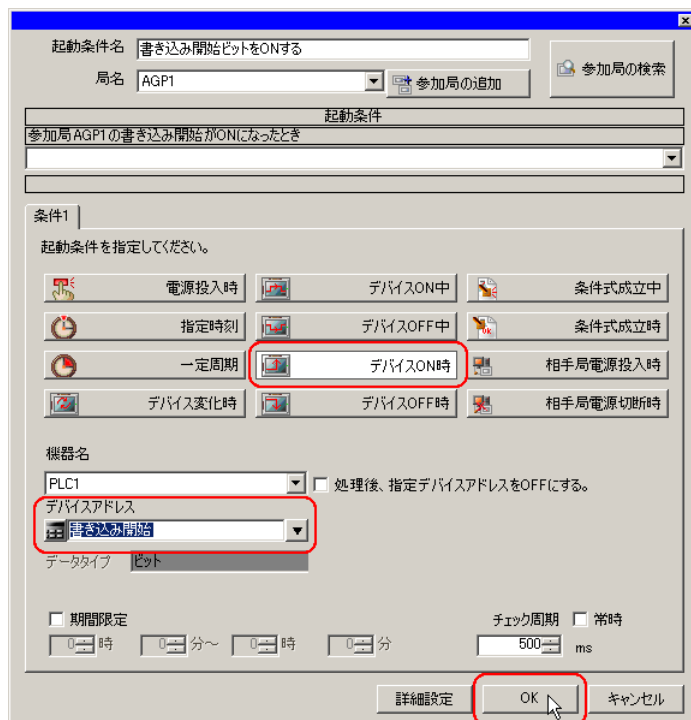 起動条件名 書き込み開始ビットをONする
参加局の検索
局名 AGP1 参加局の追加
起動条件
参加局AGP1の書き込み開始がONになったとき
条件1
起動条件を指定してください。
電源投入時 デバイスON中 条件式成立中
指定時刻 デバイスOFF中 条件式成立時
一定周期 デバイスON時 相手局電源投入時
デバイス変化時 デバイスOFF時 相手局電源切断時
機器名
PLC1 処理後、指定デバイスアドレスをOFFにする。
デバイスアドレス
書き込み開始
データタイプ ビット
期間限定 チェック周期 常時
0 時 0 分～ 0 時 0 分 500 ms
詳細設定 OK キャンセル